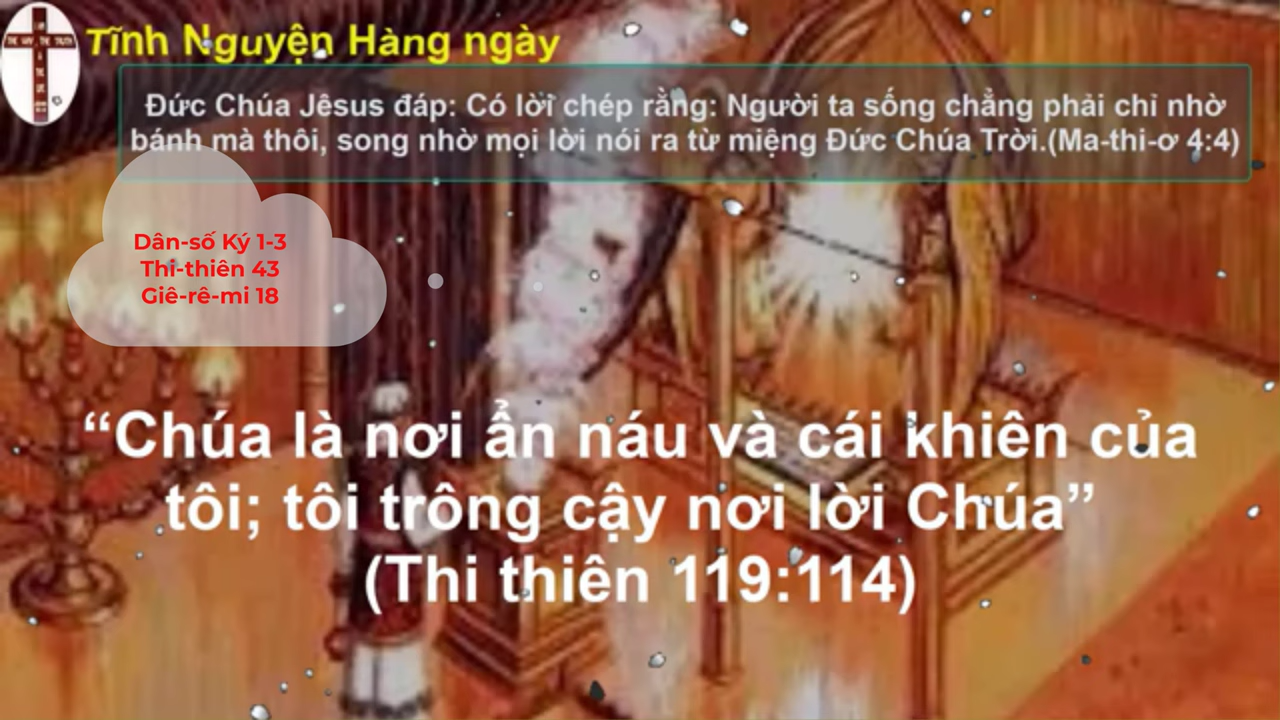 Tĩnh Nguyện Hàng ngày
Đức Chúa Jêsus đáp: Có lời chép rằng: Người ta sống chẳng phải chỉ nhờ
bánh mà thôi, song nhờ mọi lời nói ra từ miệng Đức Chúa Trời.(Ma-thi-ơ 4:4)
Dân-số Ký 1-3
Thi-thiên 43
Giê-rê-mi 18
“Chúa là nơi ẩn náu và cái khiên của
tôi; tôi trông cậy nơi lời Chúa”
(Thi thiên 119:114)